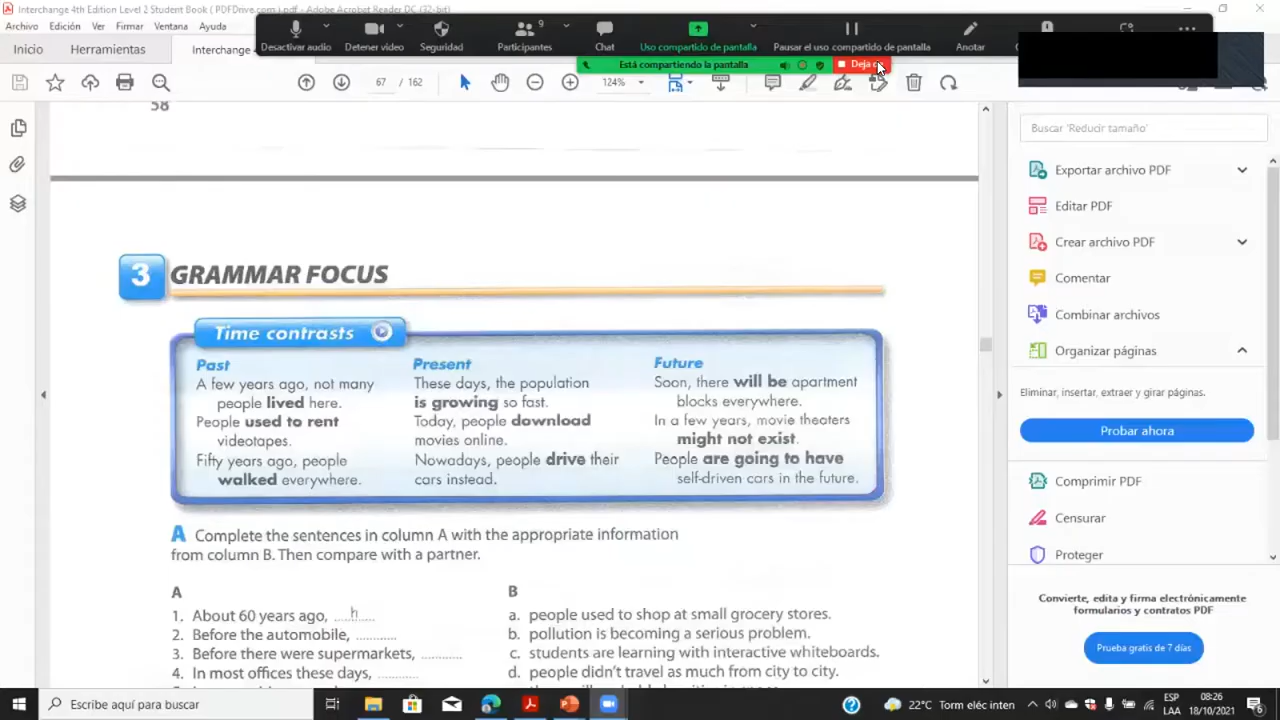 Interchange 4th Edition Level 2 Student Book ( PDFDrive.com ).pdf - Adobe Acrobat Reader DC (32-bit)
Archivo Edición Ver Firmar Ventana Ayuda
Desactivar audio Detener video Seguridad Participantes 9 Chat Uso compartido de pantalla Pausar el uso compartido de pantalla Anotar
Inicio Herramientas Interchange
Está compartiendo la pantalla
67 / 162 124%
58
3 GRAMMAR FOCUS
Time contrasts
Past
A few years ago, not many
people lived here.
People used to rent
videotapes.
Fifty years ago, people
walked everywhere.
Present
These days, the population
is growing so fast.
Today, people download
movies online.
Nowadays, people drive their
cars instead.
Future
Soon, there will be apartment
blocks everywhere.
In a few years, movie theaters
might not exist.
People are going to have
self-driven cars in the future.
A Complete the sentences in column A with the appropriate information
from column B. Then compare with a partner.
A
1. About 60 years ago, ....h....
2. Before the automobile, ..........
3. Before there were supermarkets, ..........
4. In most offices these days, ..........
B
a. people used to shop at small grocery stores.
b. pollution is becoming a serious problem.
c. students are learning with interactive whiteboards.
d. people didn't travel as much from city to city.
Buscar 'Reducir tamaño'
Exportar archivo PDF
Editar PDF
Crear archivo PDF
Comentar
Combinar archivos
Organizar páginas
Eliminar, insertar, extraer y girar páginas.
Probar ahora
Comprimir PDF
Censurar
Proteger
Convierte, edita y firma electrónicamente
formularios y contratos PDF
Prueba gratis de 7 días
Escribe aquí para buscar
22°C Torm eléc inten
ESP
LAA
08:26
18/10/2021